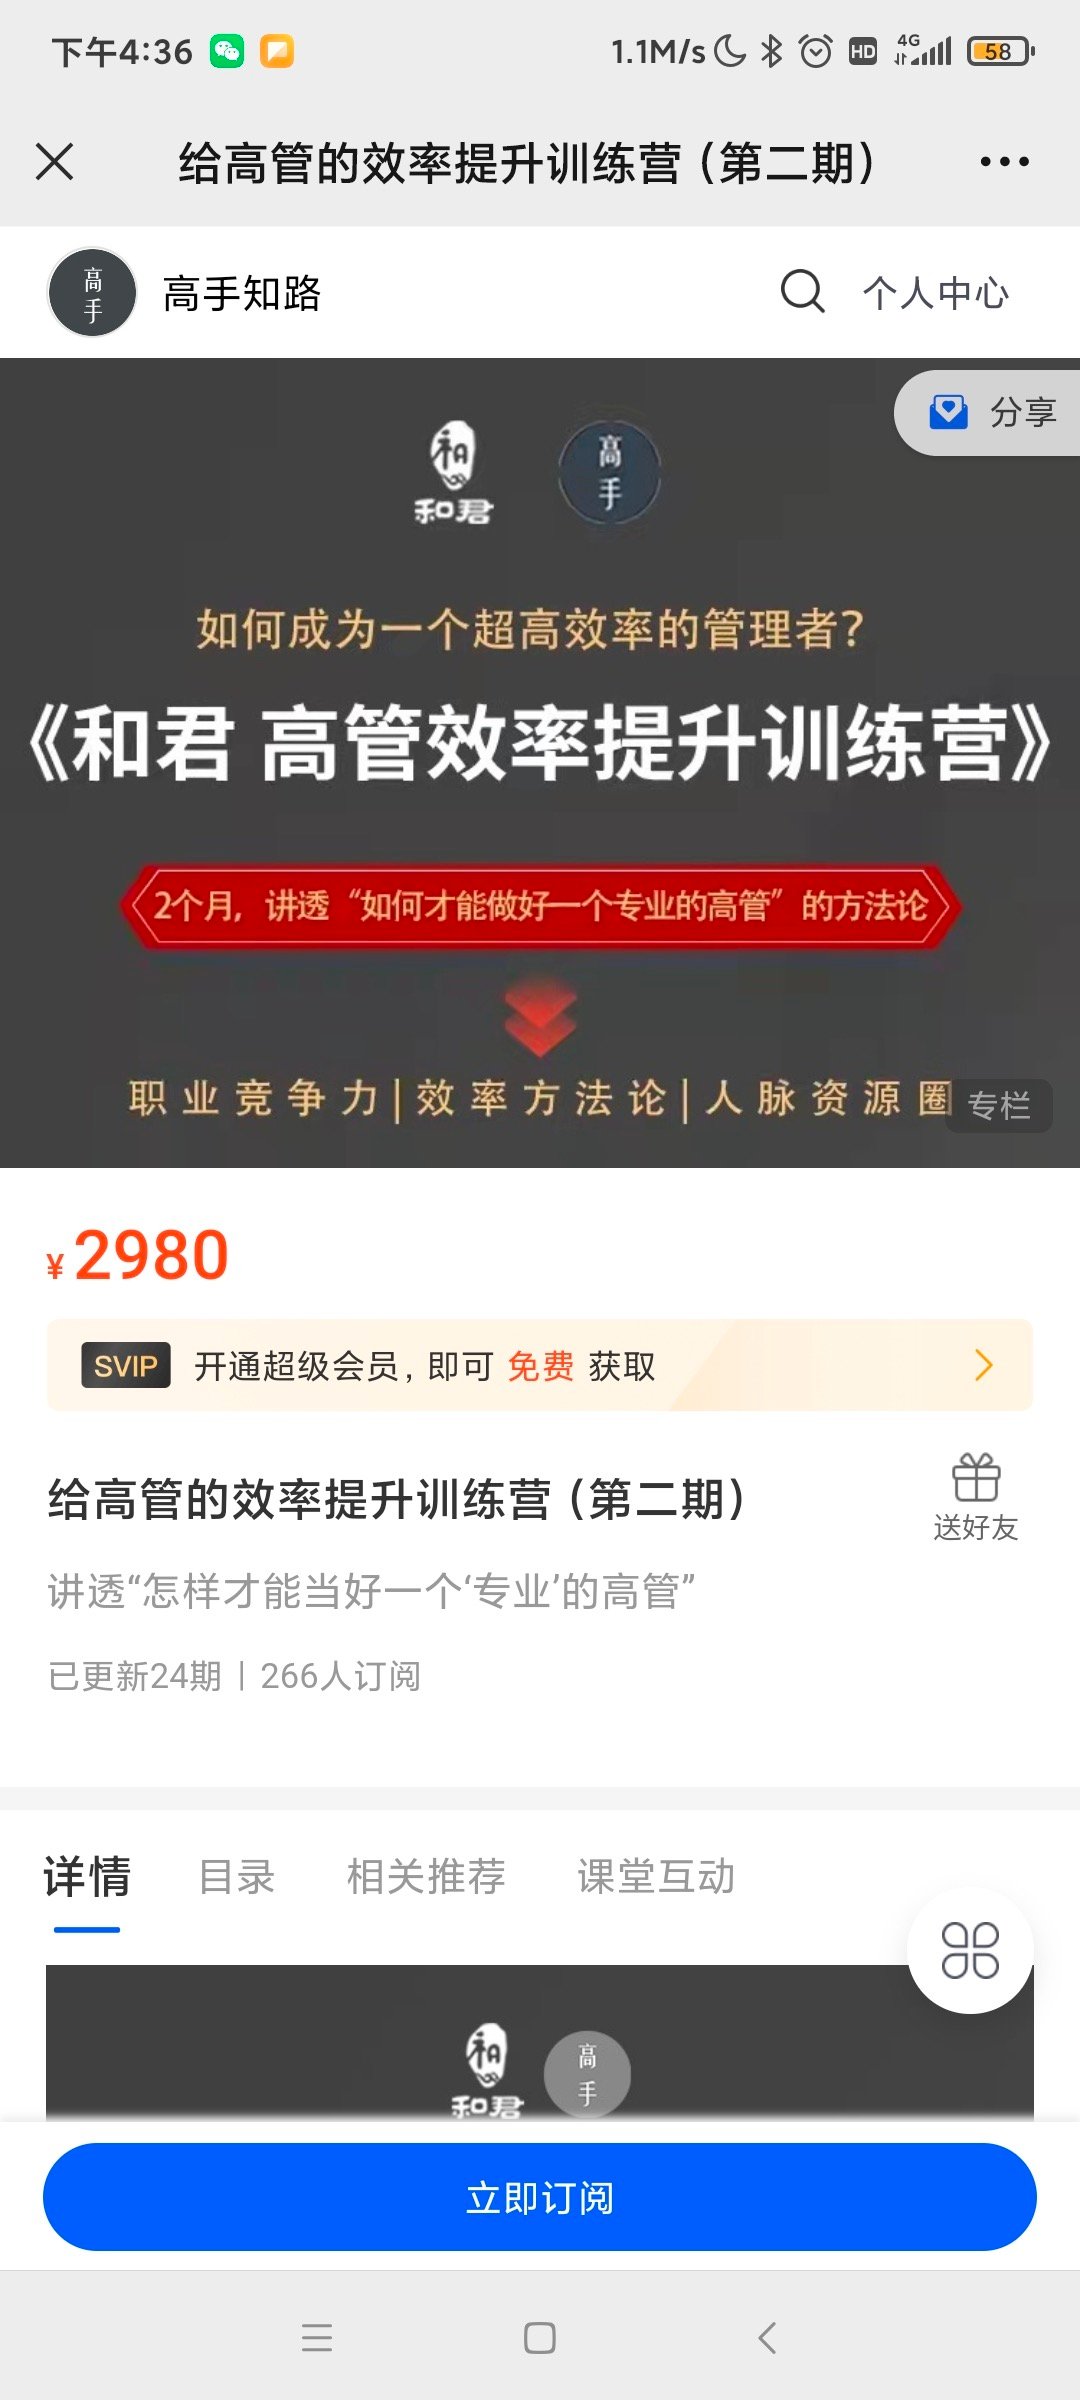 下午4:36
1.1M/s
HD
4G
58
给高管的效率提升训练营（第二期）
高手
高手知路
个人中心
分享
和君
高手
如何成为一个超高效率的管理者？
《和君 高管效率提升训练营》
2个月，讲透“如何才能做好一个专业的高管”的方法论
职业竞争力|效率方法论|人脉资源圈
专栏
¥2980
SVIP 开通超级会员，即可 免费 获取
给高管的效率提升训练营（第二期）
送好友
讲透“怎样才能当好一个‘专业’的高管”
已更新24期 | 266人订阅
详情
目录
相关推荐
课堂互动
和君
高手
立即订阅